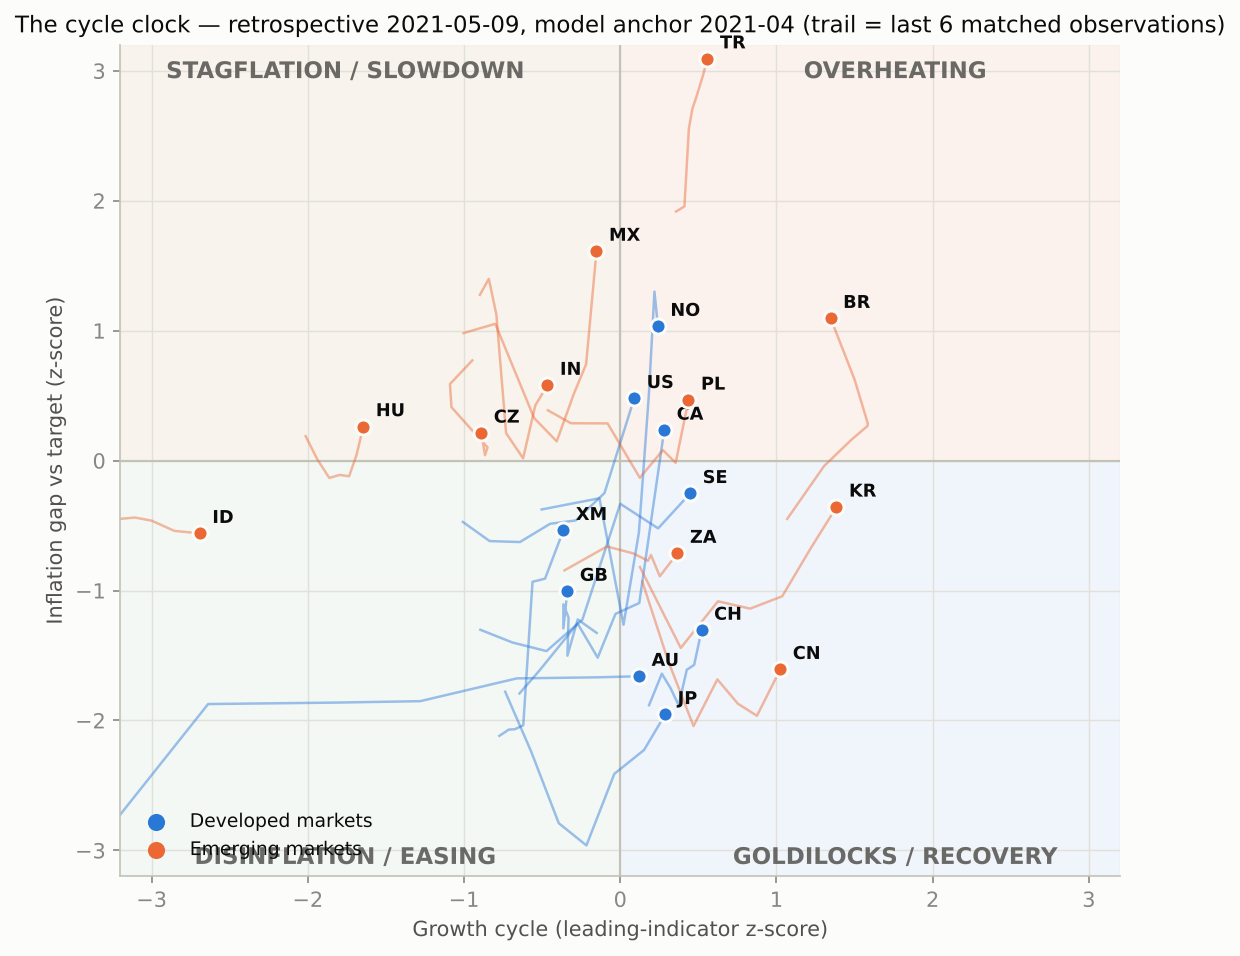 The cycle clock — retrospective 2021-05-09, model anchor 2021-04 (trail = last 6 matched observations)
TR
STAGFLATION / SLOWDOWN
OVERHEATING
MX
NO
BR
IN
US
PL
HU
CZ
CA
SE
KR
ID
XM
ZA
GB
CH
AU
CN
JP
Developed markets
Emerging markets
DISINFLATION / EASING
GOLDILOCKS / RECOVERY
3
2
1
0
−1
−2
−3
−3
−2
−1
0
1
2
3
Inflation gap vs target (z-score)
Growth cycle (leading-indicator z-score)